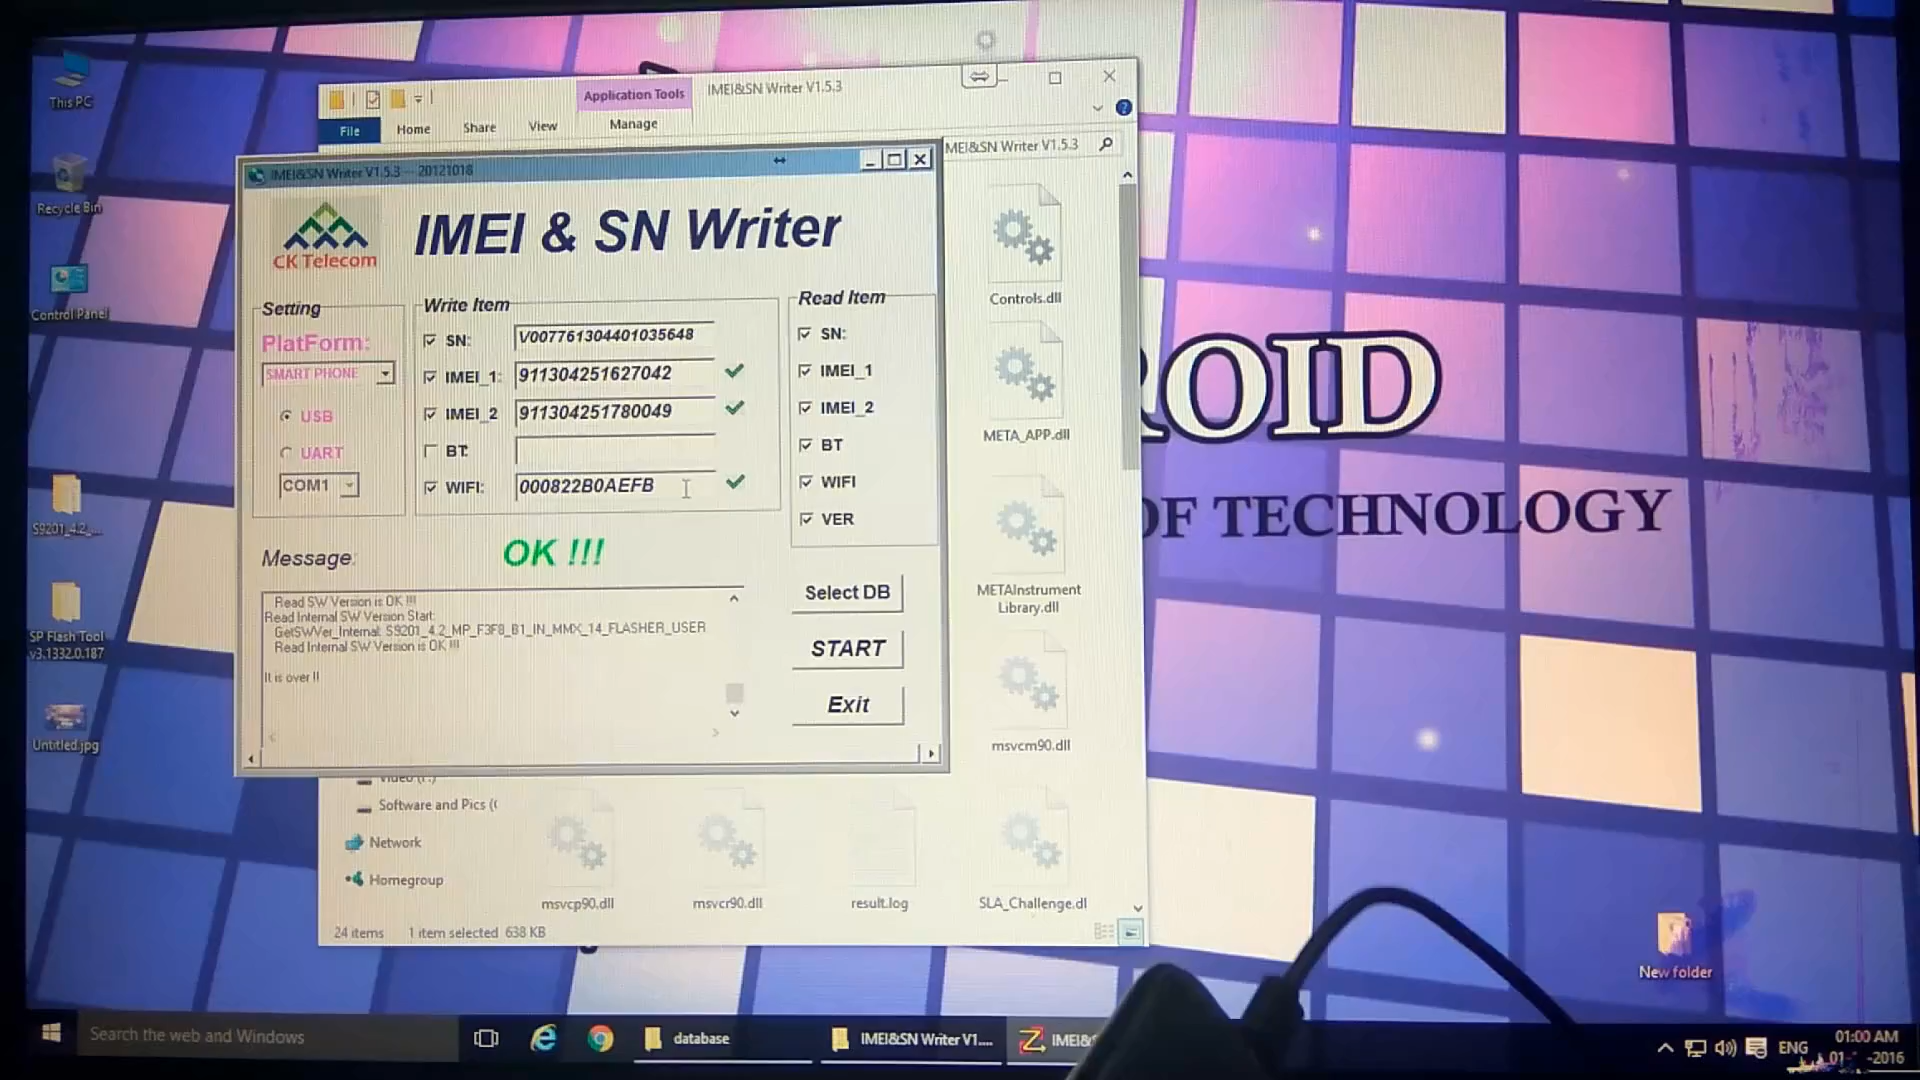 This PC
Recycle Bin
Control Panel
S9201_4.2_...
SP Flash Tool
v3.1332.0.187
Untitled.jpg
Application Tools
IMEI&SN Writer V1.5.3
File
Home
Share
View
Manage
MEI&SN Writer V1.5.3
IMEI&SN Writer V1.5.3 --- 20121018
CK Telecom
IMEI & SN Writer
Setting
PlatForm:
SMART PHONE
USB
UART
COM1
Write Item
SN:
V007761304401035648
IMEI_1:
911304251627042
IMEI_2
911304251780049
BT:
WIFI:
000822B0AEFB
Read Item
SN:
IMEI_1
IMEI_2
BT
WIFI
VER
Message:
OK !!!
Read SW Version is OK !!!
Read Internal SW Version Start:
GetSWVer_Internal: S9201_4.2_MP_F3F8_B1_IN_MMX_14_FLASHER_USER
Read Internal SW Version is OK !!!
It is over !!
Select DB
START
Exit
Controls.dll
META_APP.dll
METAInstrument
Library.dll
msvcm90.dll
Software and Pics (
Network
Homegroup
msvcp90.dll
msvcr90.dll
result.log
SLA_Challenge.dl
24 items
1 item selected 638 KB
ROID
OF TECHNOLOGY
New folder
Search the web and Windows
database
IMEI&SN Writer V1....
IMEI&
ENG
01:00 AM